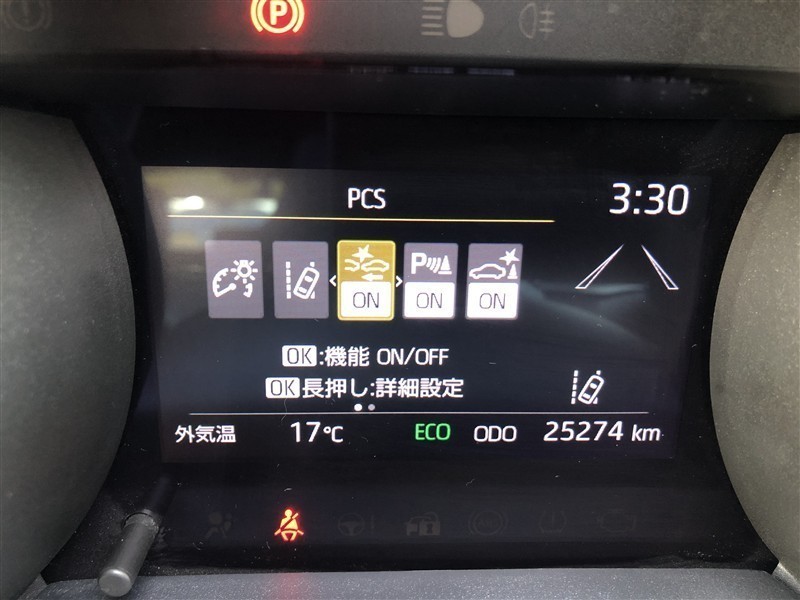 P
PCS
3:30
P
ON ON ON
OK:機能 ON/OFF
OK長押し:詳細設定
外気温 17℃ ECO ODO 25274 km